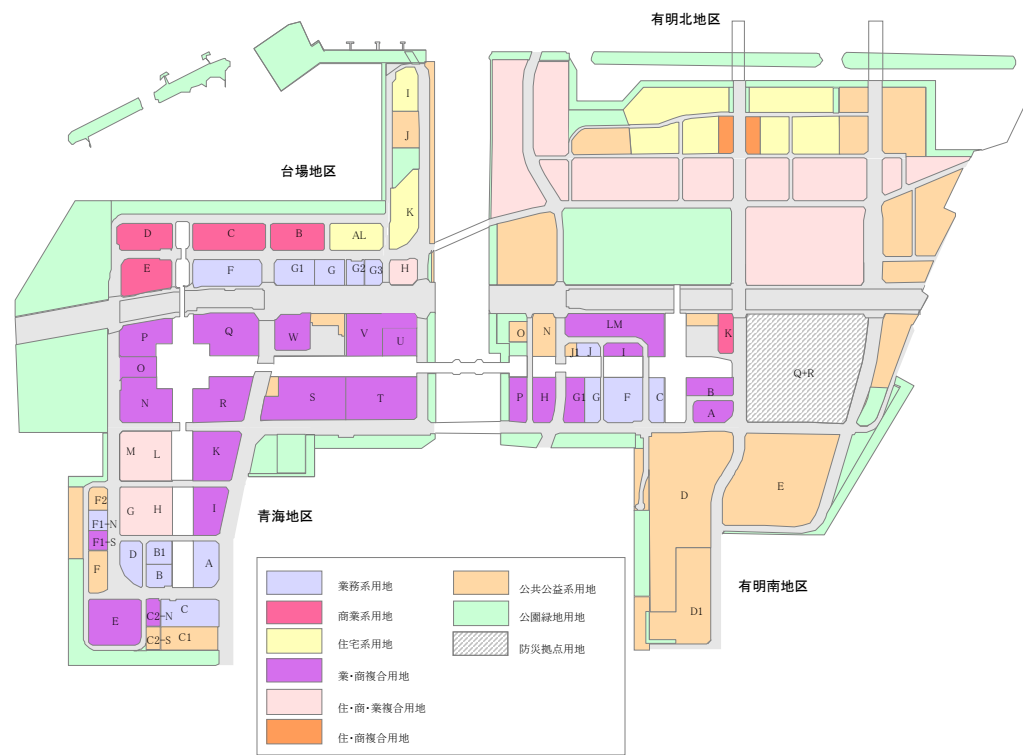 有明北地区
I
J
台場地区
K
D
C
B
AL
E
F
G1
G
G2
G3
H
P
Q
W
V
U
O
N
LM
K
J1
J
I
Q+R
O
N
R
S
T
P
H
G1
G
F
C
B
A
M
L
K
F2
G
H
I
青海地区
D
E
F1-N
F1-S
D
B1
B
A
F
有明南地区
E
C2-N
C
C2-S
C1
D1
業務系用地
商業系用地
住宅系用地
業・商複合用地
住・商・業複合用地
住・商複合用地
公共公益系用地
公園緑地用地
防災拠点用地